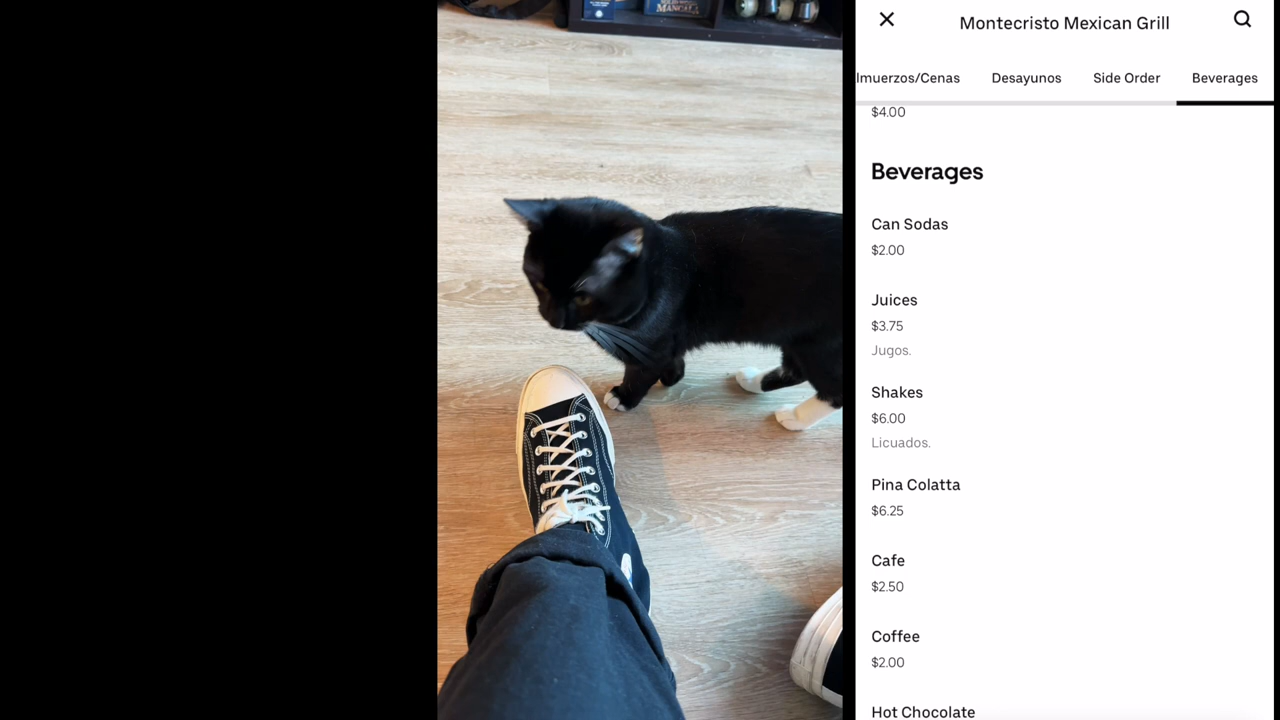 MANCALA
Montecristo Mexican Grill
lmuerzos/Cenas
Desayunos
Side Order
Beverages
$4.00
Beverages
Can Sodas
$2.00
Juices
$3.75
Jugos.
Shakes
$6.00
Licuados.
Pina Colatta
$6.25
Cafe
$2.50
Coffee
$2.00
Hot Chocolate